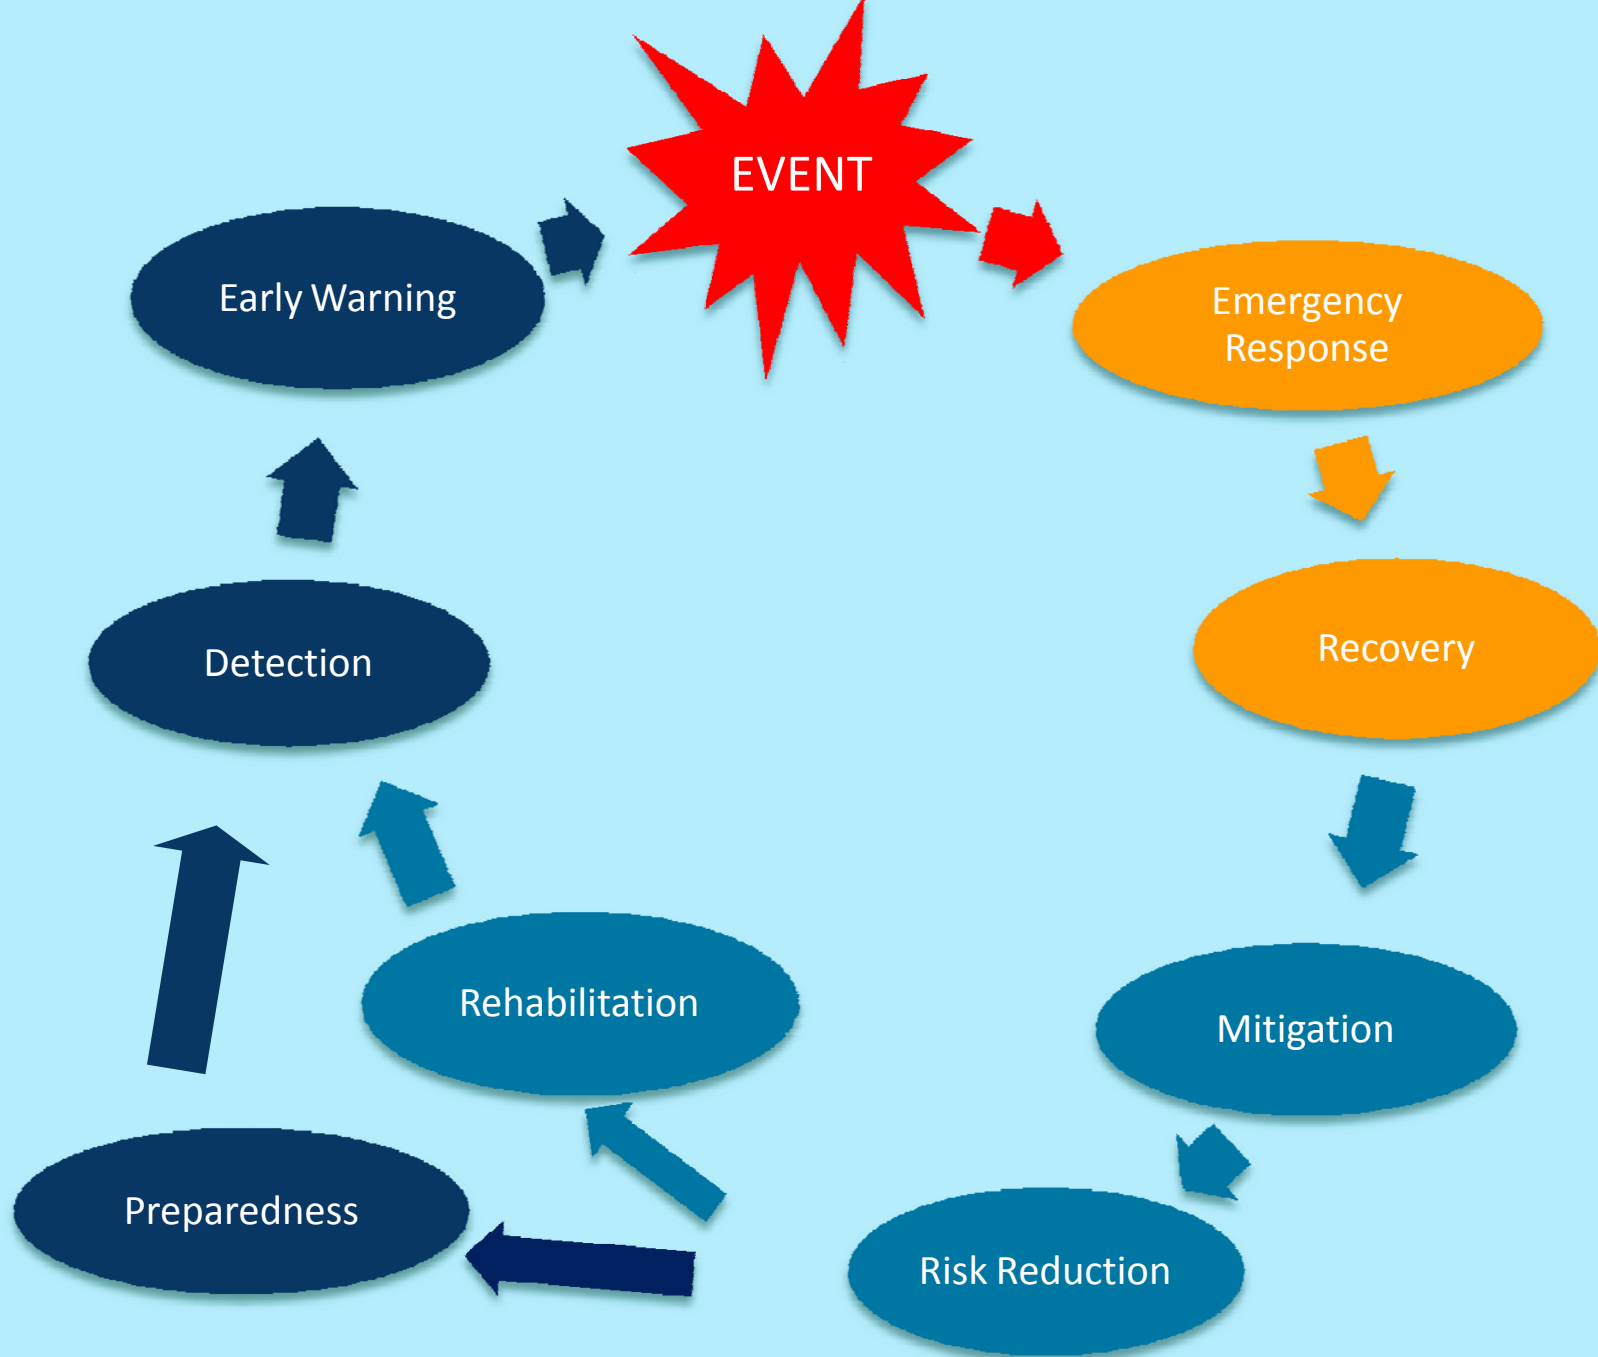 EVENT
Early Warning
Emergency
Response
Detection
Recovery
Rehabilitation
Mitigation
Preparedness
Risk Reduction